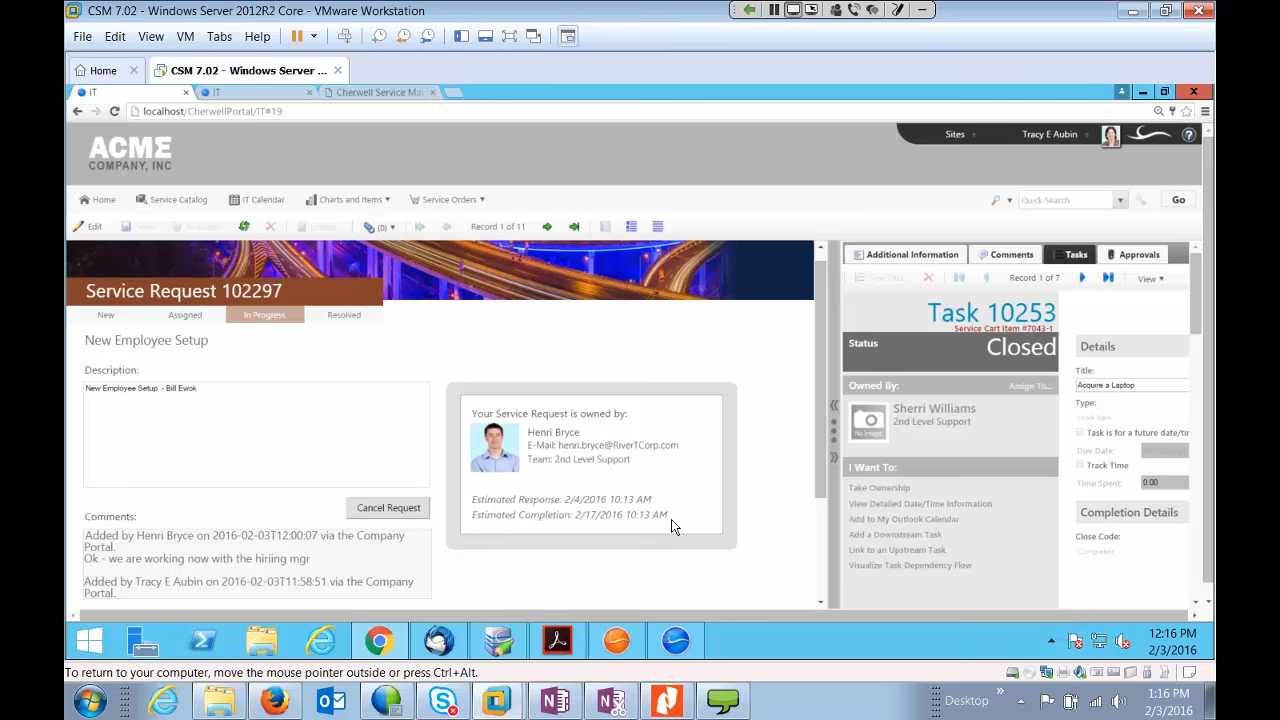 CSM 7.02 - Windows Server 2012R2 Core - VMware Workstation
File Edit View VM Tabs Help
Home CSM 7.02 - Windows Server ...
IT IT Cherwell Service Ma
localhost/CherwellPortal/IT#19
ACME
COMPANY, INC
Sites Tracy E Aubin
Home Service Catalog IT Calendar Charts and Items Service Orders Quick Search Go
Edit (0) Record 1 of 11
Service Request 102297
New Assigned In Progress Resolved
New Employee Setup
Description:
New Employee Setup - Bill Ewok
Cancel Request
Comments:
Added by Henri Bryce on 2016-02-03T12:00:07 via the Company
Portal.
Ok - we are working now with the hiriing mgr
Added by Tracy E Aubin on 2016-02-03T11:58:51 via the Company
Portal.
Your Service Request is owned by:
Henri Bryce
E-Mail: henri.bryce@RiverTCorp.com
Team: 2nd Level Support
Estimated Response: 2/4/2016 10:13 AM
Estimated Completion: 2/17/2016 10:13 AM
Additional Information Comments Tasks Approvals
Record 1 of 7 View
Task 10253
Service Cart Item #7043-1
Status Closed
Owned By: Assign To...
Sherri Williams
2nd Level Support
No Image
I Want To:
Take Ownership
View Detailed Date/Time Information
Add to My Outlook Calendar
Add a Downstream Task
Link to an Upstream Task
Visualize Task Dependency Flow
Details
Title:
Acquire a Laptop
Type:
Work Item
Task is for a future date/tir
Due Date:
Track Time
Time Spent: 0.00
Completion Details
Close Code:
Completed
12:16 PM
2/3/2016
To return to your computer, move the mouse pointer outside or press Ctrl+Alt.
Desktop
1:16 PM
2/3/2016